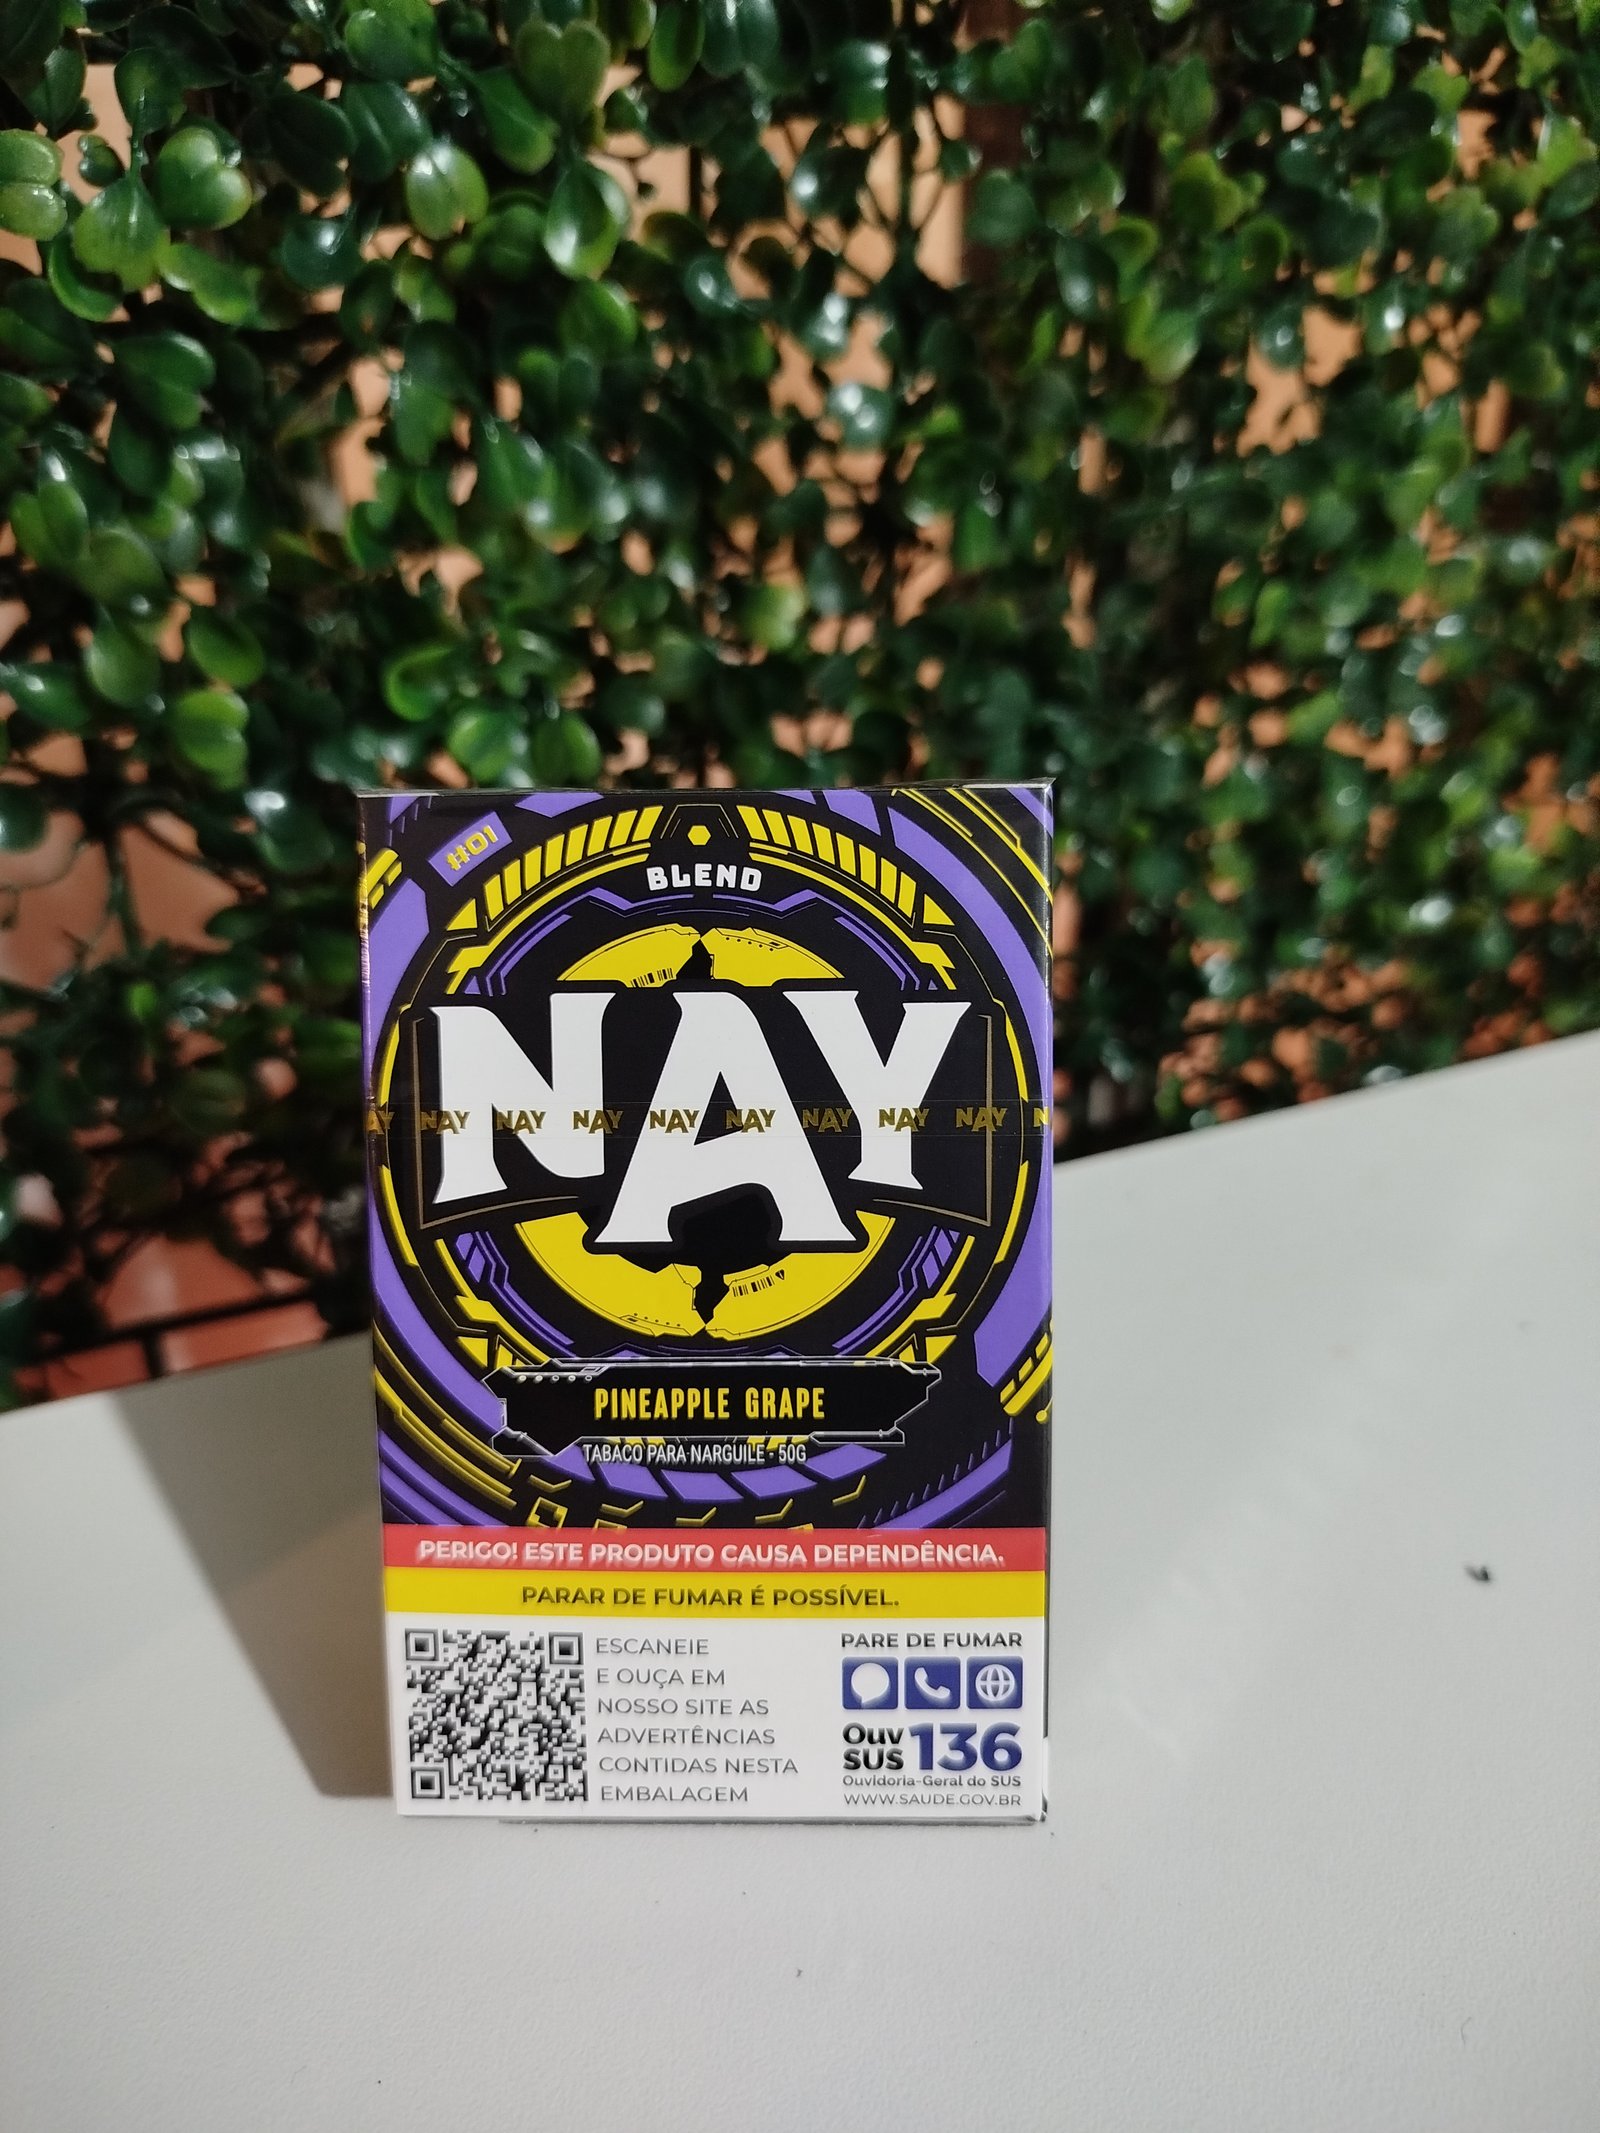 #01
BLEND
NAY
NAY NAY NAY NAY NAY NAY NAY NAY
PINEAPPLE GRAPE
TABACO PARA NARGUILE - 50G
PERIGO! ESTE PRODUTO CAUSA DEPENDÊNCIA.
PARAR DE FUMAR É POSSÍVEL.
ESCANEIE
E OUÇA EM
NOSSO SITE AS
ADVERTÊNCIAS
CONTIDAS NESTA
EMBALAGEM
PARE DE FUMAR
Ouv
SUS 136
Ouvidoria-Geral do SUS
WWW.SAUDE.GOV.BR